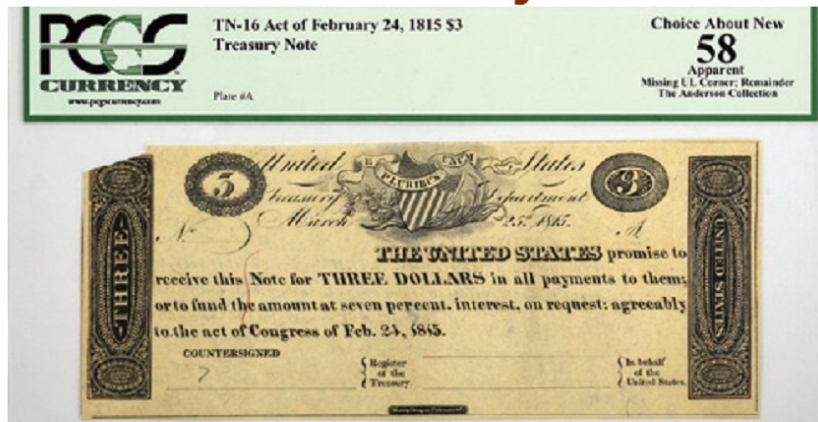 PCGS
CURRENCY
www.pcgscurrency.com
TN-16 Act of February 24, 1815 $3
Treasury Note
Plate #A
Choice About New
58
Apparent
Missing UL Corner; Remainder
The Anderson Collection
United States
E PLURIBUS
Treasury Department
March 25th 1815.
No. A
3
3
THREE
UNITED STATES
THE UNITED STATES promise to
receive this Note for THREE DOLLARS in all payments to them;
or to fund the amount at seven percent. interest, on request: agreeably
to the act of Congress of Feb. 24, 1815.
COUNTERSIGNED
Register
of the
Treasury
In behalf
of the
United States.